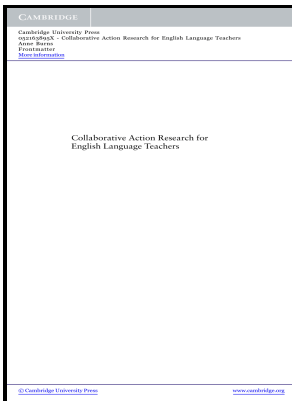 CAMBRIDGE
Cambridge University Press
052163895X - Collaborative Action Research for English Language Teachers
Anne Burns
Frontmatter
More information
Collaborative Action Research for
English Language Teachers
© Cambridge University Press
www.cambridge.org